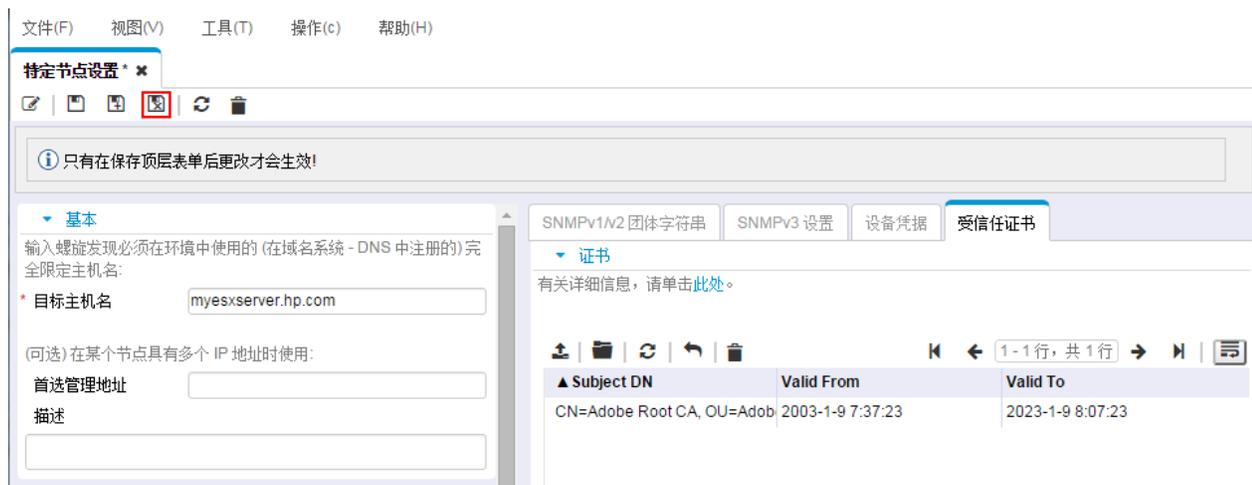 文件(F) 视图(V) 工具(T) 操作(c) 帮助(H)
特定节点设置 * ✖
只有在保存顶层表单后更改才会生效!
基本
输入螺旋发现必须在环境中使用的 (在域名系统 - DNS 中注册的) 完
全限定主机名:
* 目标主机名 myesxserver.hp.com
(可选) 在某个节点具有多个 IP 地址时使用:
首选管理地址
描述
SNMPv1/v2 团体字符串 SNMPv3 设置 设备凭据 受信任证书
证书
有关详细信息，请单击此处。
1 - 1 行，共 1 行
▲ Subject DN Valid From Valid To
CN=Adobe Root CA, OU=Adob 2003-1-9 7:37:23 2023-1-9 8:07:23